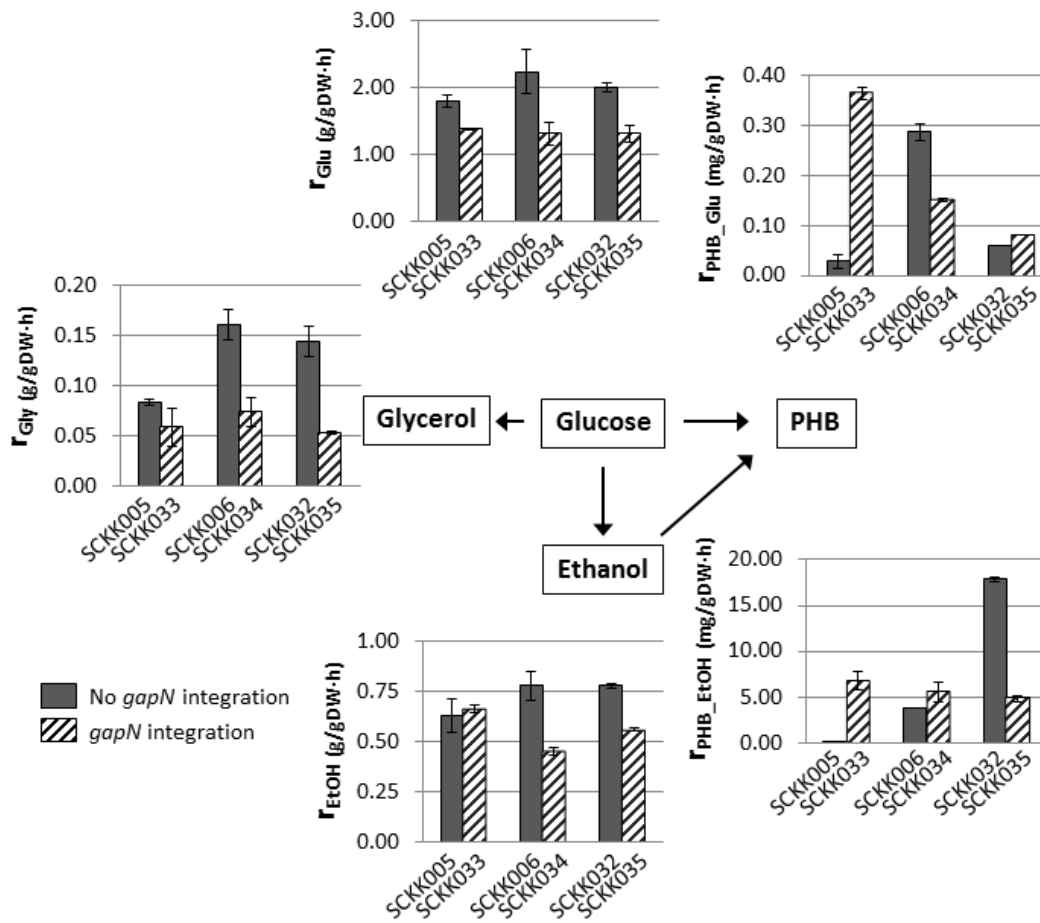 3.00
2.00
1.00
0.00
r_Glu (g/gDW·h)
SCKK005
SCKK033
SCKK006
SCKK034
SCKK032
SCKK035
0.40
0.30
0.20
0.10
0.00
r_PHB_Glu (mg/gDW·h)
SCKK005
SCKK033
SCKK006
SCKK034
SCKK032
SCKK035
0.20
0.15
0.10
0.05
0.00
r_Gly (g/gDW·h)
SCKK005
SCKK033
SCKK006
SCKK034
SCKK032
SCKK035
Glycerol
Glucose
PHB
Ethanol
1.00
0.75
0.50
0.25
0.00
r_EtOH (g/gDW·h)
SCKK005
SCKK033
SCKK006
SCKK034
SCKK032
SCKK035
20.00
15.00
10.00
5.00
0.00
r_PHB_EtOH (mg/gDW·h)
SCKK005
SCKK033
SCKK006
SCKK034
SCKK032
SCKK035
No gapN integration
gapN integration